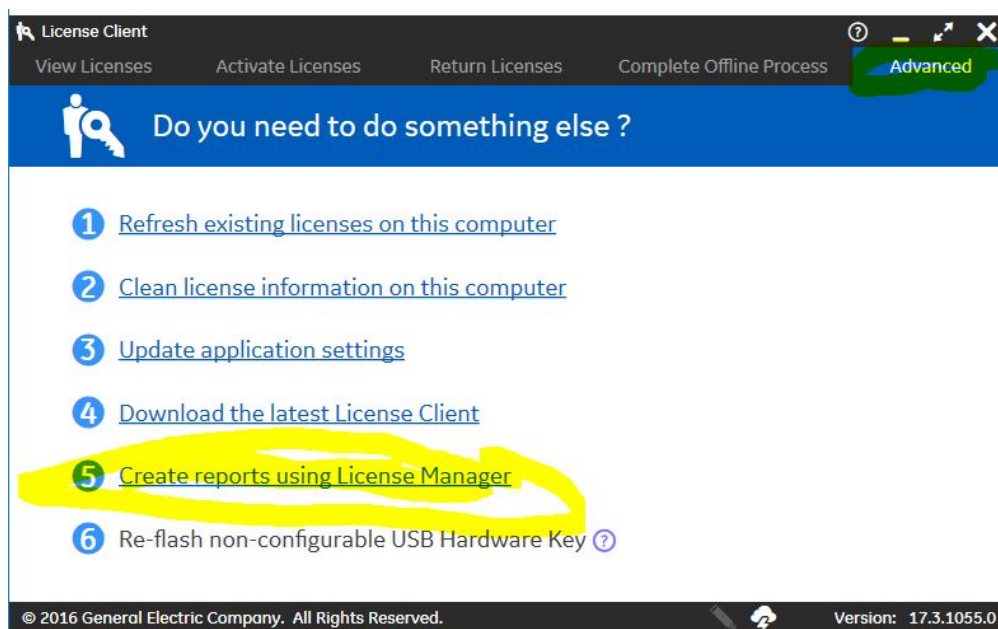 License Client
View Licenses Activate Licenses Return Licenses Complete Offline Process Advanced
Do you need to do something else ?
1 Refresh existing licenses on this computer
2 Clean license information on this computer
3 Update application settings
4 Download the latest License Client
5 Create reports using License Manager
6 Re-flash non-configurable USB Hardware Key ?
© 2016 General Electric Company. All Rights Reserved. Version: 17.3.1055.0